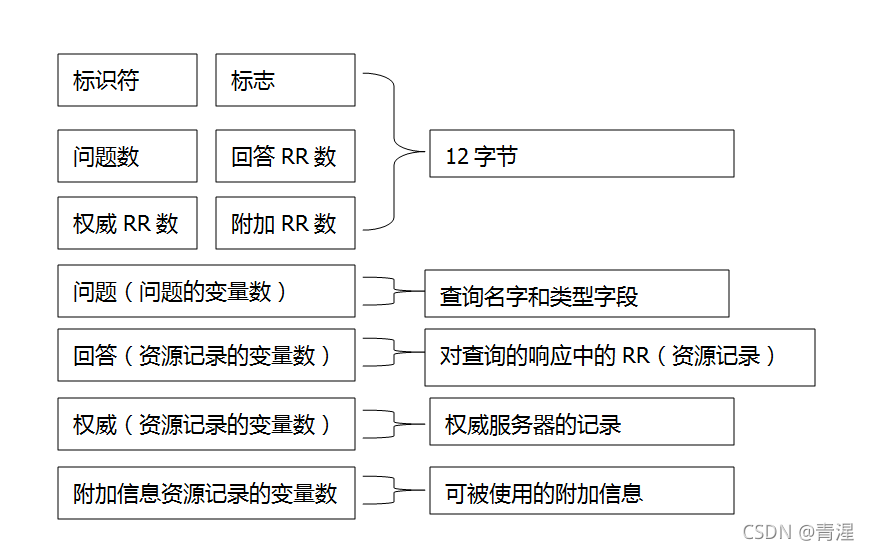 标识符 标志
问题数 回答 RR 数 12 字节
权威 RR 数 附加 RR 数
问题（问题的变量数） 查询名字和类型字段
回答（资源记录的变量数） 对查询的响应中的 RR（资源记录）
权威（资源记录的变量数） 权威服务器的记录
附加信息资源记录的变量数 可被使用的附加信息
CSDN @青湦